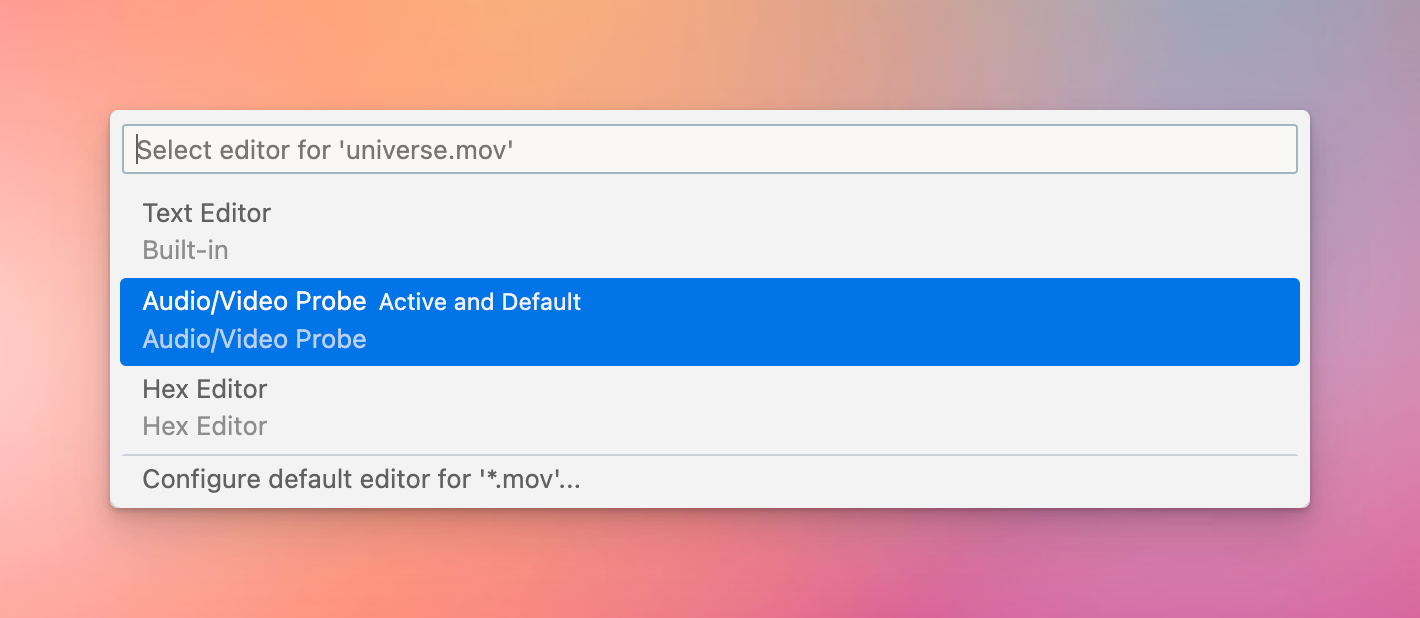 Select editor for 'universe.mov'
Text Editor
Built-in
Audio/Video Probe Active and Default
Audio/Video Probe
Hex Editor
Hex Editor
Configure default editor for '*.mov'...